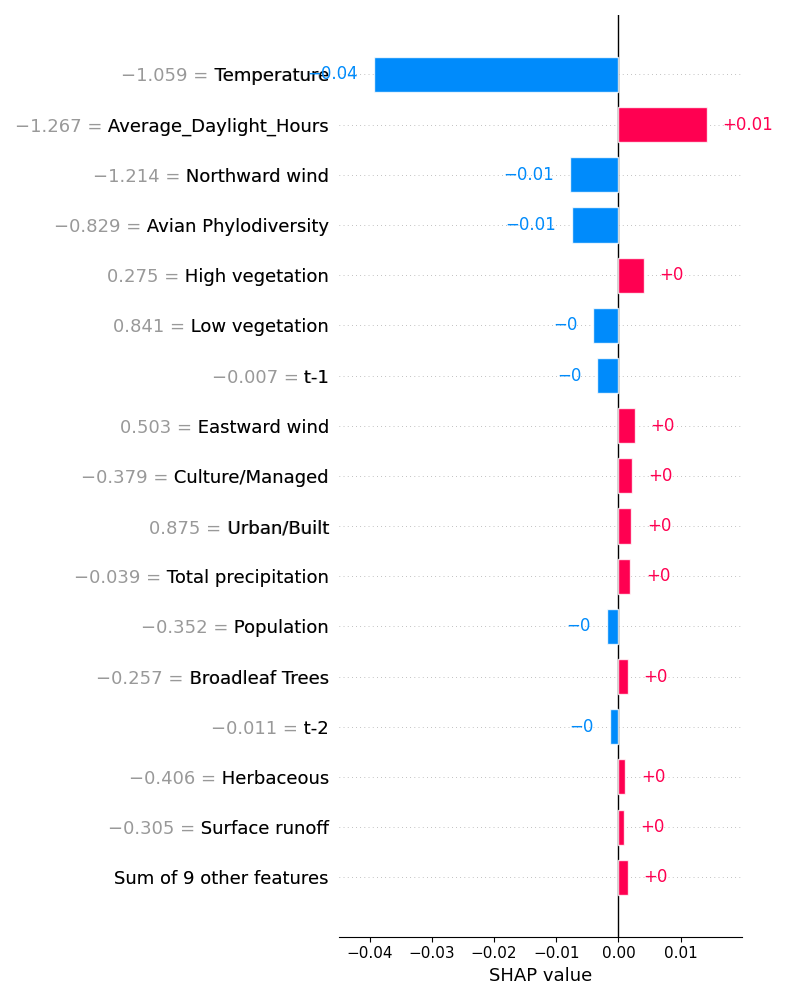 −1.059 = Temperature −0.04
−1.267 = Average_Daylight_Hours +0.01
−1.214 = Northward wind −0.01
−0.829 = Avian Phylodiversity −0.01
0.275 = High vegetation +0
0.841 = Low vegetation −0
−0.007 = t-1 −0
0.503 = Eastward wind +0
−0.379 = Culture/Managed +0
0.875 = Urban/Built +0
−0.039 = Total precipitation +0
−0.352 = Population −0
−0.257 = Broadleaf Trees +0
−0.011 = t-2 −0
−0.406 = Herbaceous +0
−0.305 = Surface runoff +0
Sum of 9 other features +0
−0.04 −0.03 −0.02 −0.01 0.00 0.01
SHAP value